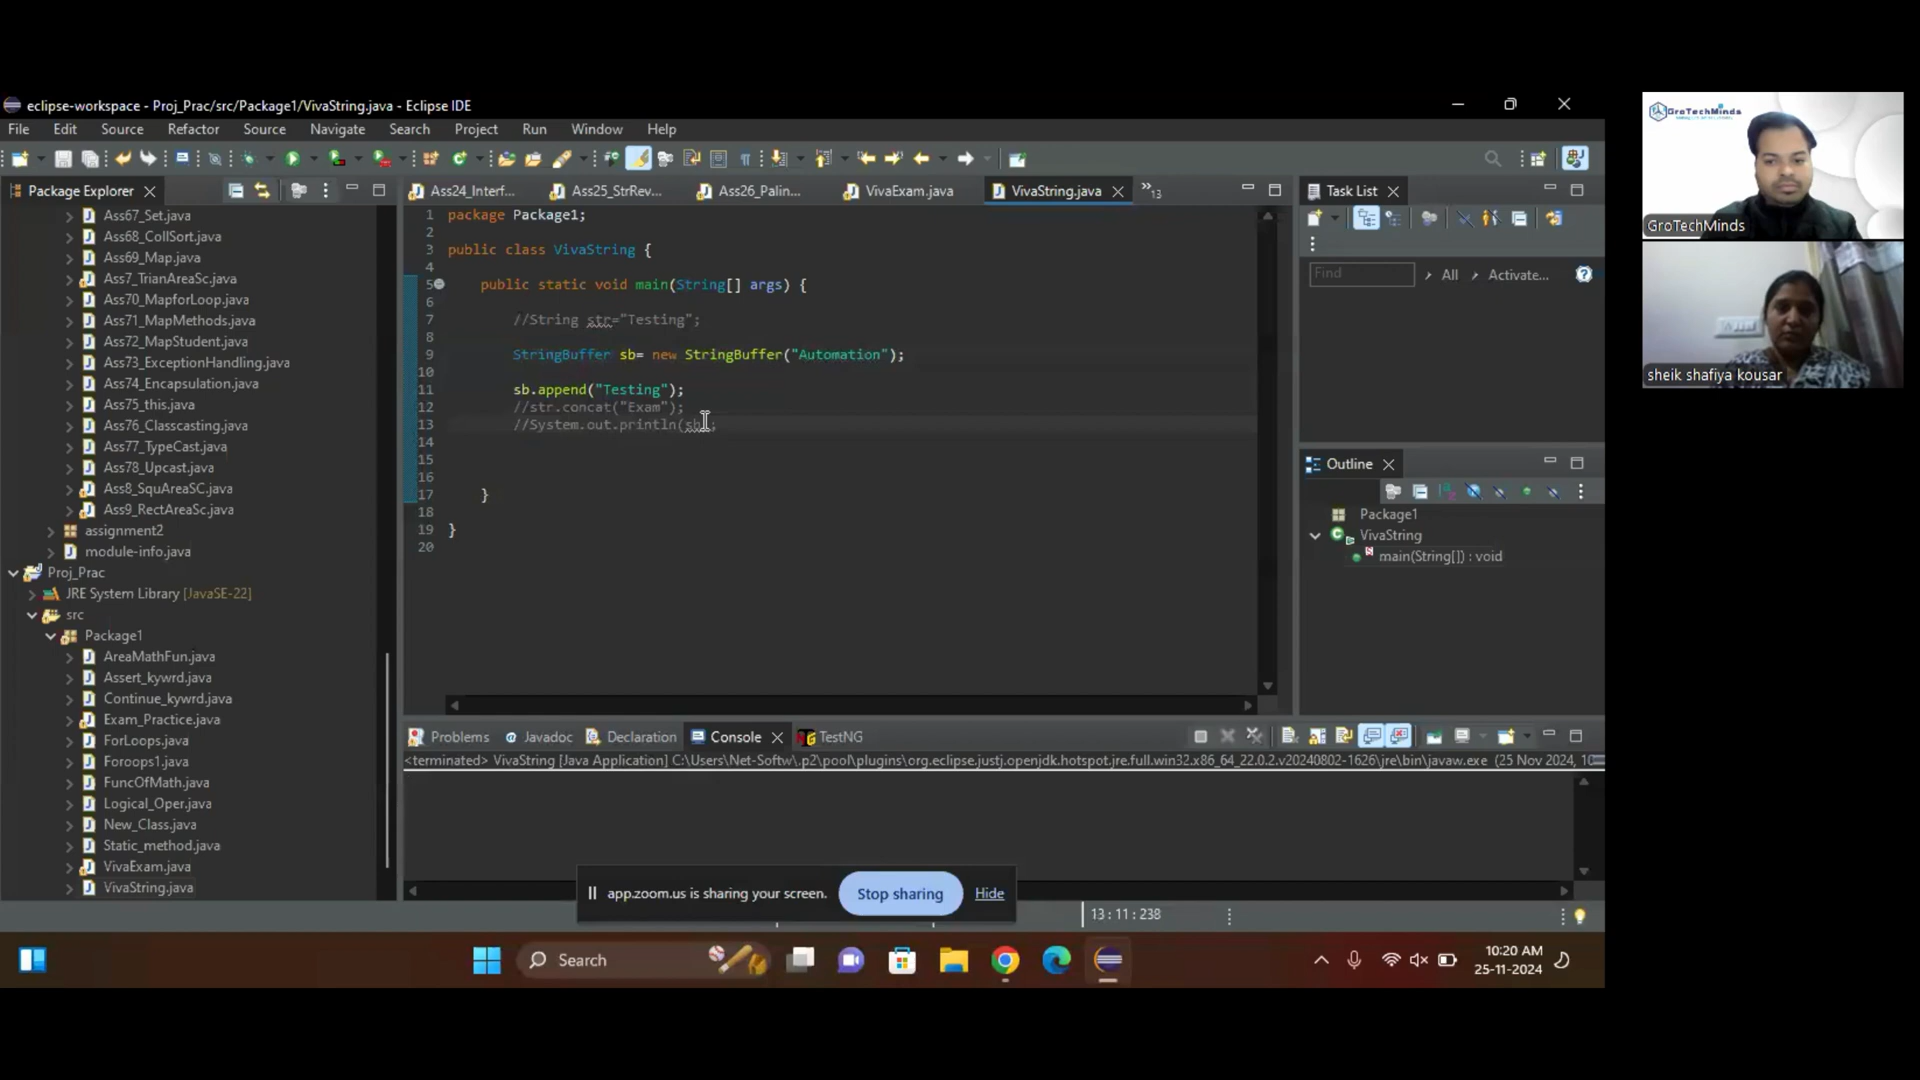 eclipse-workspace - Proj_Prac/src/Package1/VivaString.java - Eclipse IDE
File Edit Source Refactor Source Navigate Search Project Run Window Help
Package Explorer
Ass67_Set.java
Ass68_CollSort.java
Ass69_Map.java
Ass7_TrianAreaSc.java
Ass70_MapforLoop.java
Ass71_MapMethods.java
Ass72_MapStudent.java
Ass73_ExceptionHandling.java
Ass74_Encapsulation.java
Ass75_this.java
Ass76_Classcasting.java
Ass77_TypeCast.java
Ass78_Upcast.java
Ass8_SquAreaSC.java
Ass9_RectAreaSc.java
assignment2
module-info.java
Proj_Prac
JRE System Library [JavaSE-22]
src
Package1
AreaMathFun.java
Assert_kywrd.java
Continue_kywrd.java
Exam_Practice.java
ForLoops.java
Foroops1.java
FuncOfMath.java
Logical_Oper.java
New_Class.java
Static_method.java
VivaExam.java
VivaString.java
Ass24_Interf... Ass25_StrRev... Ass26_Palin... VivaExam.java VivaString.java »13
1 package Package1;
2
3 public class VivaString {
4
5 public static void main(String[] args) {
6
7 //String str="Testing";
8
9 StringBuffer sb= new StringBuffer("Automation");
10
11 sb.append("Testing");
12 //str.concat("Exam");
13 //System.out.println(sb);
14
15
16
17 }
18
19 }
20
Task List
Find All Activate...
Outline
Package1
VivaString
main(String[]) : void
Problems Javadoc Declaration Console TestNG
<terminated> VivaString [Java Application] C:\Users\Net-Softw\.p2\pool\plugins\org.eclipse.justj.openjdk.hotspot.jre.full.win32.x86_64_22.0.2.v20240802-1626\jre\bin\javaw.exe (25 Nov 2024, 10
app.zoom.us is sharing your screen. Stop sharing Hide
13 : 11 : 238
Search
10:20 AM
25-11-2024
GroTechMinds
GroTechMinds
sheik shafiya kousar